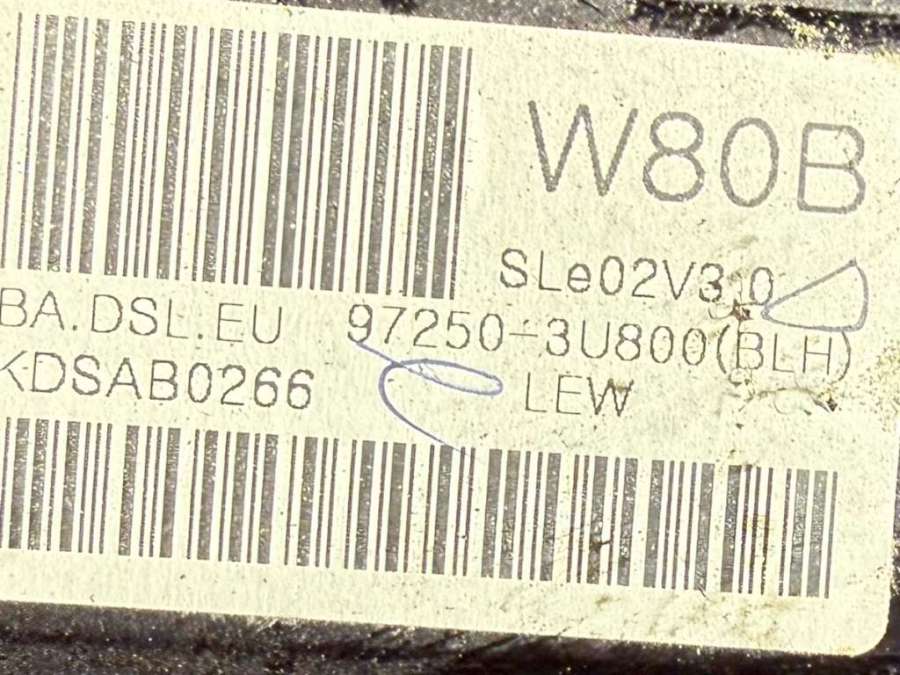 W80B
SLe02V3.0
BA.DSL.EU 97250-3U800(BLH)
KDSAB0266 LEW